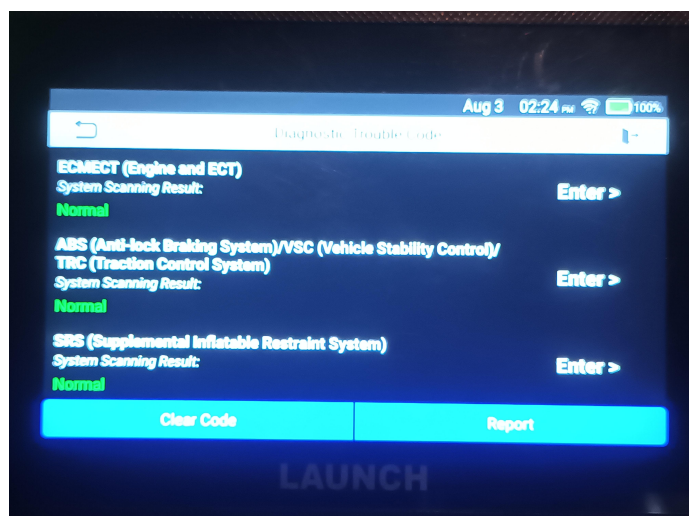 Aug 3 02:24 PM 100%
Diagnostic Trouble Code
ECMECT (Engine and ECT)
System Scanning Result:
Enter >
Normal
ABS (Anti-lock Braking System)/VSC (Vehicle Stability Control)/
TRC (Traction Control System)
System Scanning Result:
Enter >
Normal
SRS (Supplemental Inflatable Restraint System)
System Scanning Result:
Enter >
Normal
Clear Code
Report
LAUNCH